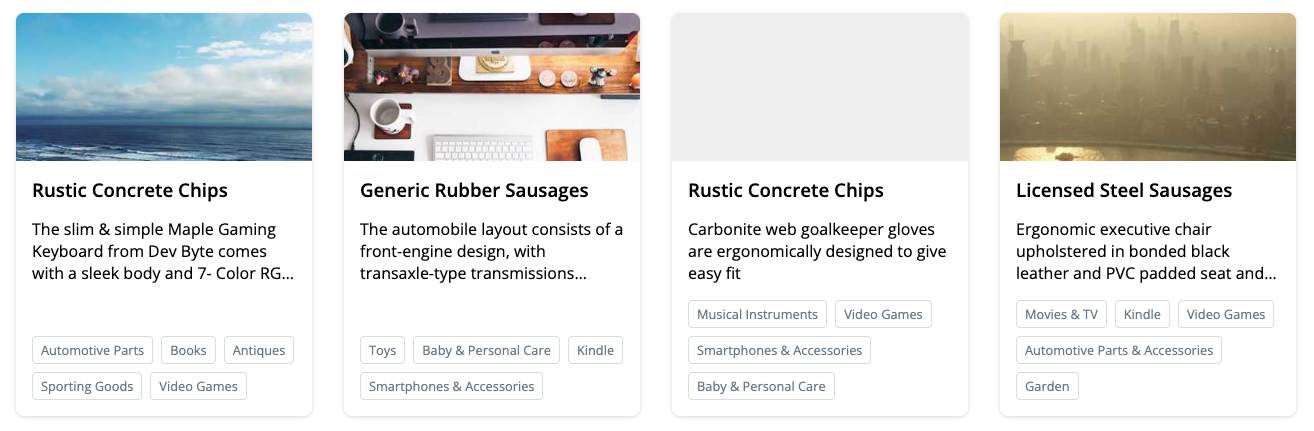 Rustic Concrete Chips
The slim & simple Maple Gaming
Keyboard from Dev Byte comes
with a sleek body and 7- Color RG...
Automotive Parts
Books
Antiques
Sporting Goods
Video Games
Generic Rubber Sausages
The automobile layout consists of a
front-engine design, with
transaxle-type transmissions...
Toys
Baby & Personal Care
Kindle
Smartphones & Accessories
Rustic Concrete Chips
Carbonite web goalkeeper gloves
are ergonomically designed to give
easy fit
Musical Instruments
Video Games
Smartphones & Accessories
Baby & Personal Care
Licensed Steel Sausages
Ergonomic executive chair
upholstered in bonded black
leather and PVC padded seat and...
Movies & TV
Kindle
Video Games
Automotive Parts & Accessories
Garden